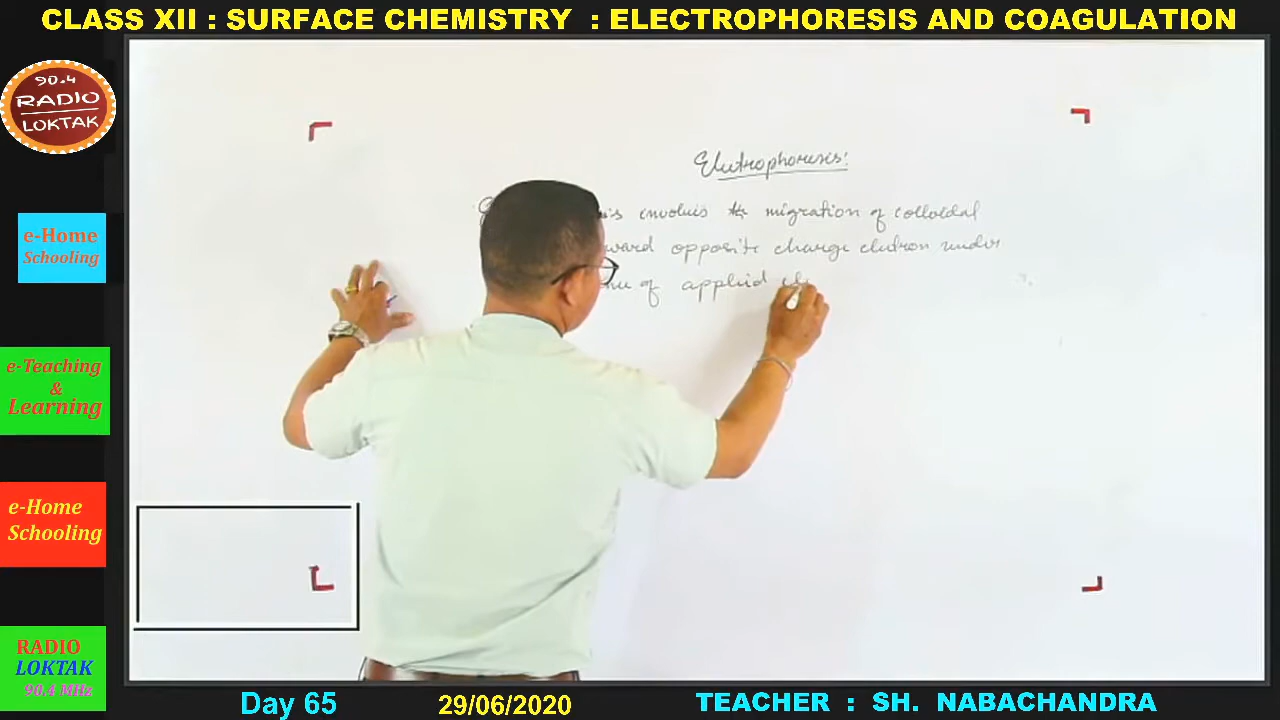 CLASS XII : SURFACE CHEMISTRY : ELECTROPHORESIS AND COAGULATION
90.4
RADIO
LOKTAK
e-Home
Schooling
e-Teaching
&
Learning
e-Home
Schooling
RADIO
LOKTAK
90.4 MHz
Electrophoresis:
involves the migration of colloidal
opposite charge
under
of applied
Day 65
29/06/2020
TEACHER : SH. NABACHANDRA